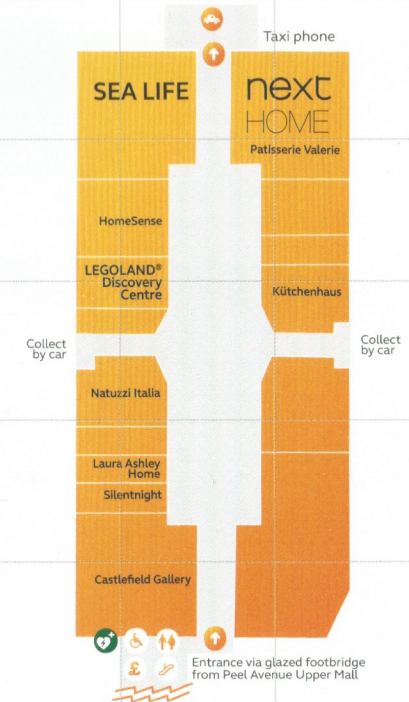 Taxi phone
SEA LIFE
next
HOME
Patisserie Valerie
HomeSense
LEGOLAND®
Discovery
Centre
Kütchenhaus
Collect
by car
Collect
by car
Natuzzi Italia
Laura Ashley
Home
Silentnight
Castlefield Gallery
£
Entrance via glazed footbridge
from Peel Avenue Upper Mall